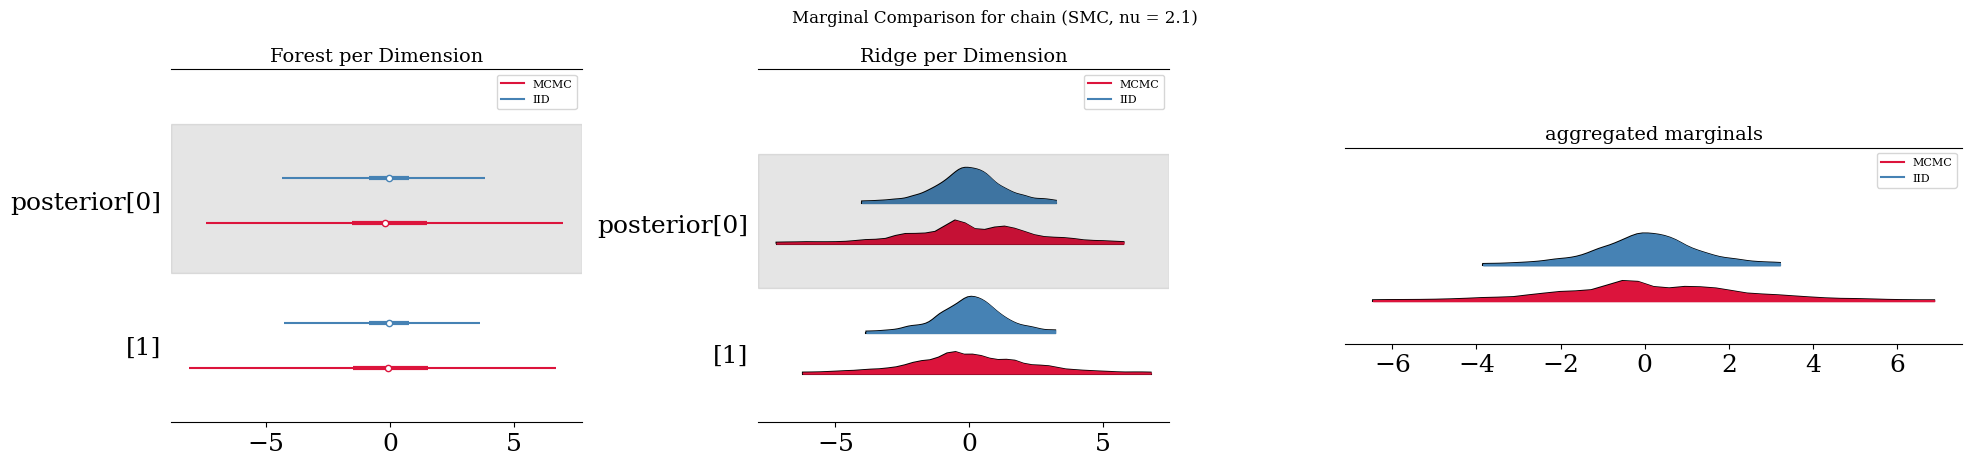 Marginal Comparison for chain (SMC, nu = 2.1)
Forest per Dimension
MCMC
IID
posterior[0]
[1]
−5 0 5
Ridge per Dimension
MCMC
IID
posterior[0]
[1]
−5 0 5
aggregated marginals
MCMC
IID
−6 −4 −2 0 2 4 6